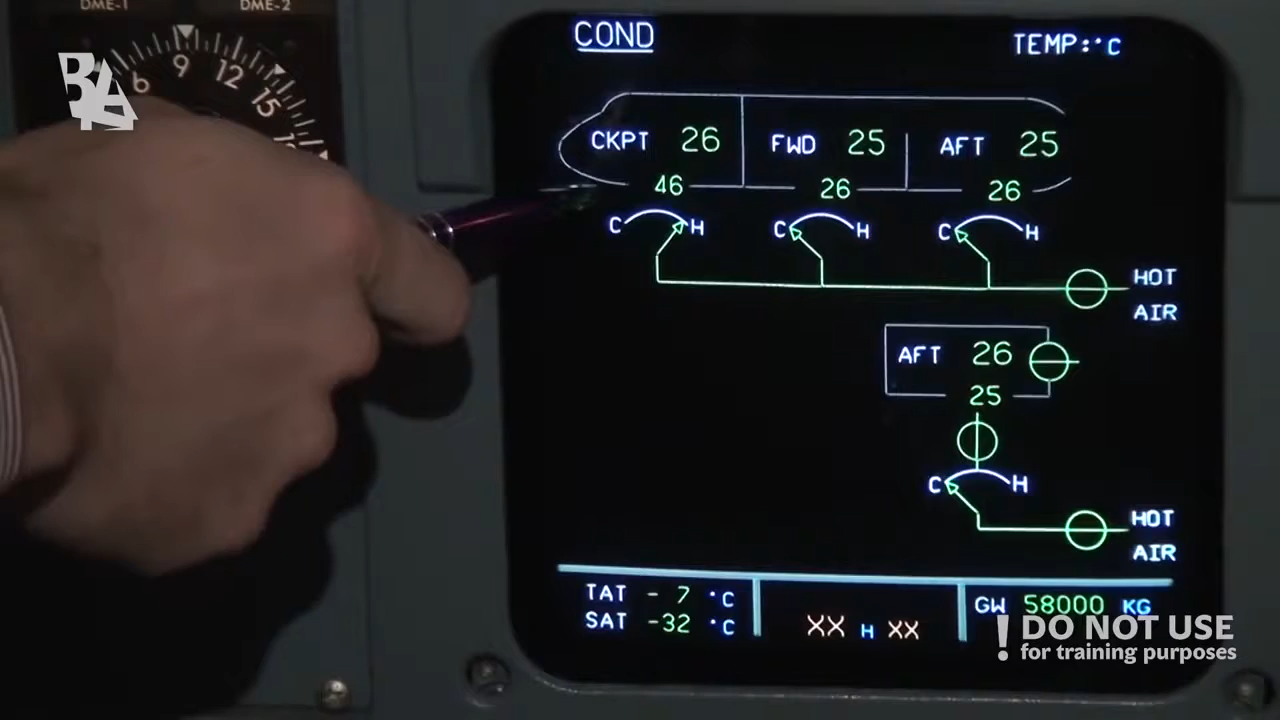 DME-1 DME-2
6 9 12 15
BAA
COND TEMP:°C
CKPT 26 FWD 25 AFT 25
46 26 26
C H C H C H
HOT
AIR
AFT 26
25
C H
HOT
AIR
TAT - 7 °C
SAT -32 °C
XX H XX
GW 58000 KG
! DO NOT USE
for training purposes